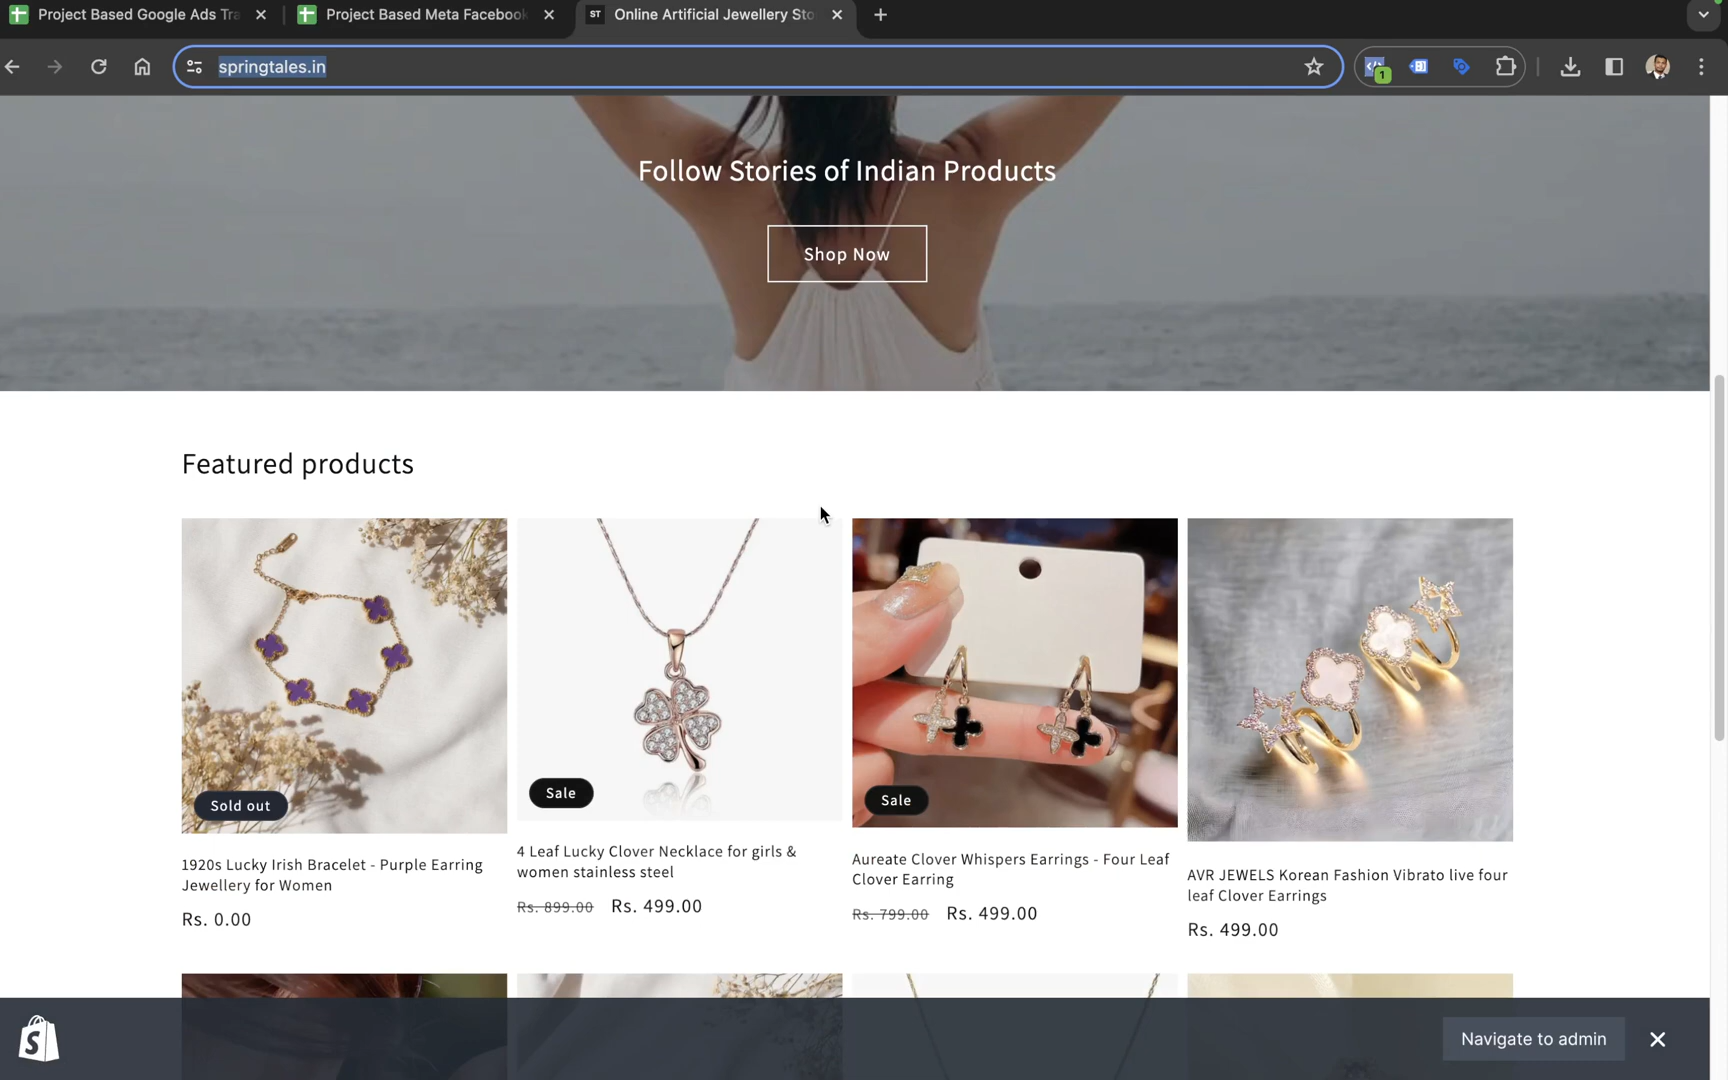 Project Based Google Ads Tra
Project Based Meta Facebook
ST Online Artificial Jewellery Sto
springtales.in
1
Follow Stories of Indian Products
Shop Now
Featured products
Sold out
Sale
Sale
1920s Lucky Irish Bracelet - Purple Earring
Jewellery for Women
Rs. 0.00
4 Leaf Lucky Clover Necklace for girls &
women stainless steel
Rs. 899.00 Rs. 499.00
Aureate Clover Whispers Earrings - Four Leaf
Clover Earring
Rs. 799.00 Rs. 499.00
AVR JEWELS Korean Fashion Vibrato live four
leaf Clover Earrings
Rs. 499.00
Navigate to admin